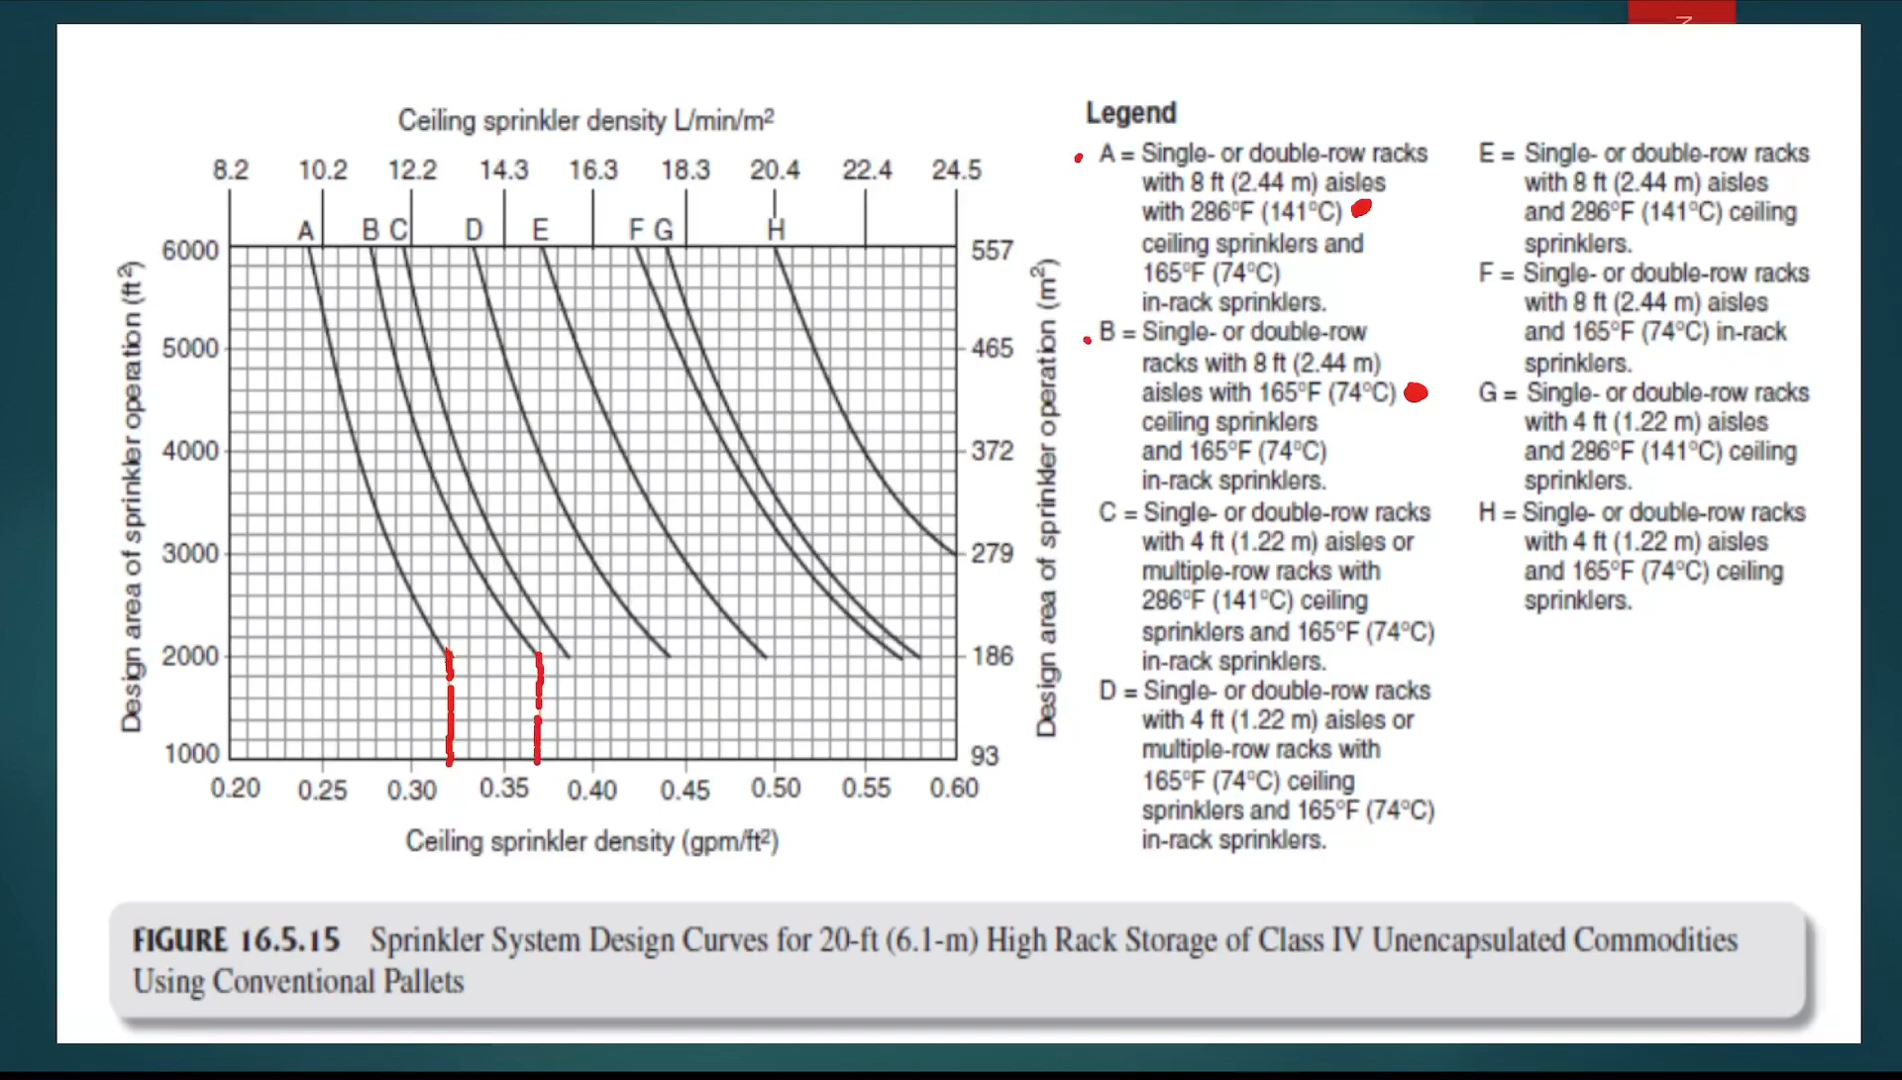 Ceiling sprinkler density L/min/m²
8.2 10.2 12.2 14.3 16.3 18.3 20.4 22.4 24.5
A B C D E F G H
Design area of sprinkler operation (ft²)
6000
5000
4000
3000
2000
1000
557
465
372
279
186
93
Design area of sprinkler operation (m²)
0.20 0.25 0.30 0.35 0.40 0.45 0.50 0.55 0.60
Ceiling sprinkler density (gpm/ft²)
Legend
A = Single- or double-row racks
with 8 ft (2.44 m) aisles
with 286°F (141°C)
ceiling sprinklers and
165°F (74°C)
in-rack sprinklers.
B = Single- or double-row
racks with 8 ft (2.44 m)
aisles with 165°F (74°C)
ceiling sprinklers
and 165°F (74°C)
in-rack sprinklers.
C = Single- or double-row racks
with 4 ft (1.22 m) aisles or
multiple-row racks with
286°F (141°C) ceiling
sprinklers and 165°F (74°C)
in-rack sprinklers.
D = Single- or double-row racks
with 4 ft (1.22 m) aisles or
multiple-row racks with
165°F (74°C) ceiling
sprinklers and 165°F (74°C)
in-rack sprinklers.
E = Single- or double-row racks
with 8 ft (2.44 m) aisles
and 286°F (141°C) ceiling
sprinklers.
F = Single- or double-row racks
with 8 ft (2.44 m) aisles
and 165°F (74°C) in-rack
sprinklers.
G = Single- or double-row racks
with 4 ft (1.22 m) aisles
and 286°F (141°C) ceiling
sprinklers.
H = Single- or double-row racks
with 4 ft (1.22 m) aisles
and 165°F (74°C) ceiling
sprinklers.
FIGURE 16.5.15 Sprinkler System Design Curves for 20-ft (6.1-m) High Rack Storage of Class IV Unencapsulated Commodities
Using Conventional Pallets